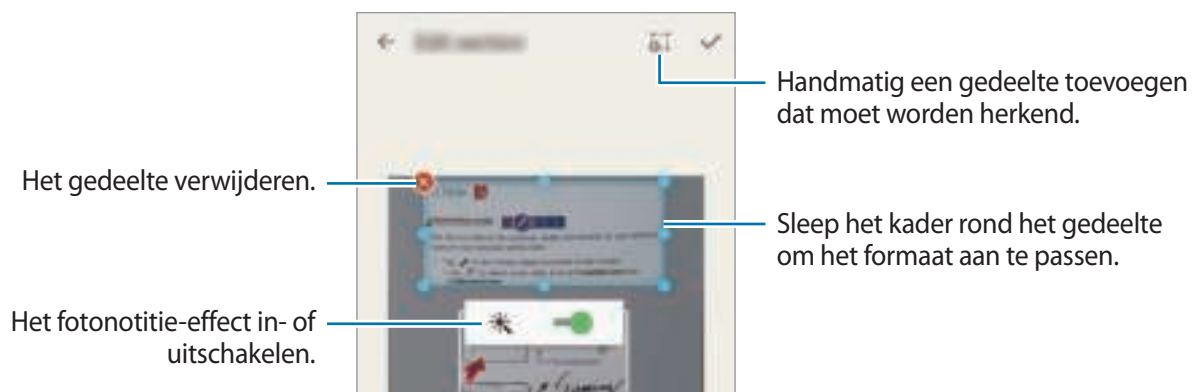 Handmatig een gedeelte toevoegen
dat moet worden herkend.
Het gedeelte verwijderen.
Sleep het kader rond het gedeelte
om het formaat aan te passen.
Het fotonotitie-effect in- of
uitschakelen.